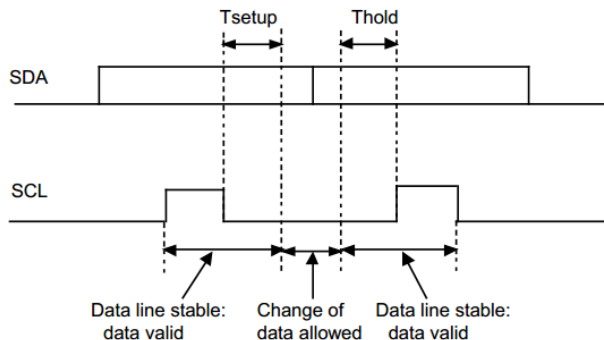 Tsetup Thold
SDA
SCL
Data line stable: Change of Data line stable:
data valid data allowed data valid